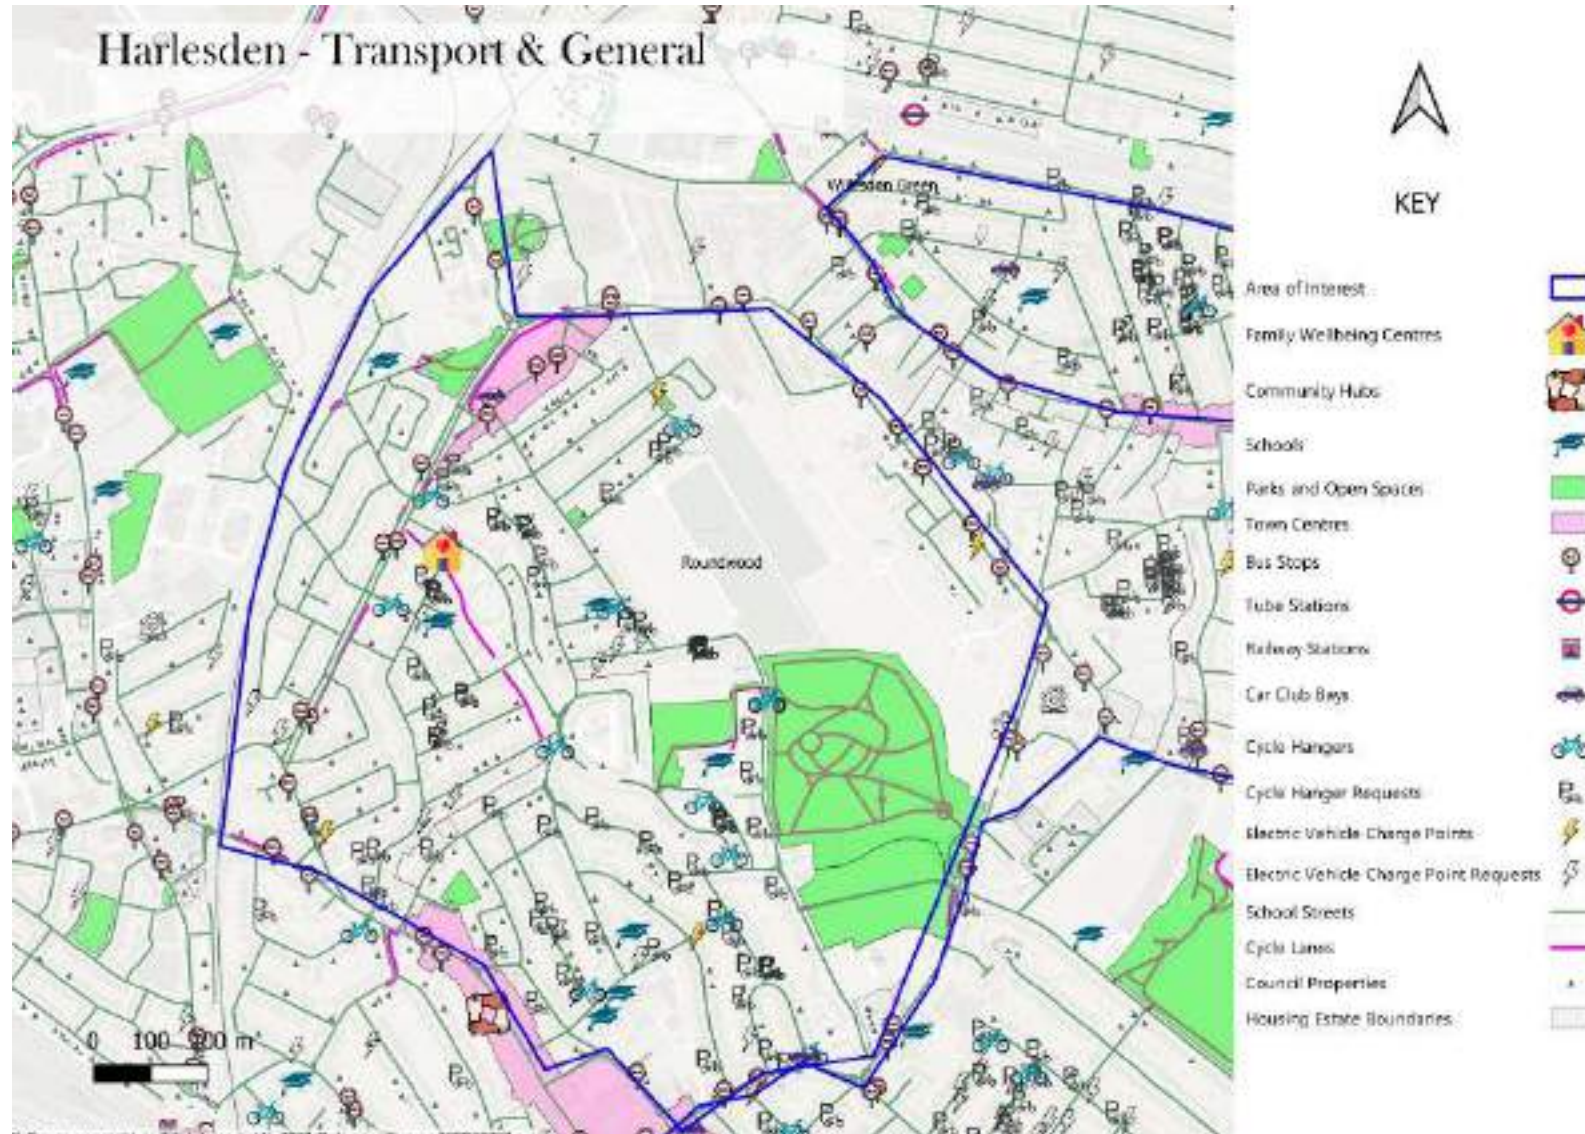 Harlesden - Transport & General
Willesden Green
Roundwood
0 100 200 m
KEY
Area of Interest
Family Wellbeing Centres
Community Hubs
Schools
Parks and Open Spaces
Town Centres
Bus Stops
Tube Stations
Railway Stations
Car Club Bays
Cycle Hangers
Cycle Hanger Requests
Electric Vehicle Charge Points
Electric Vehicle Charge Point Requests
School Streets
Cycle Lanes
Council Properties
Housing Estate Boundaries